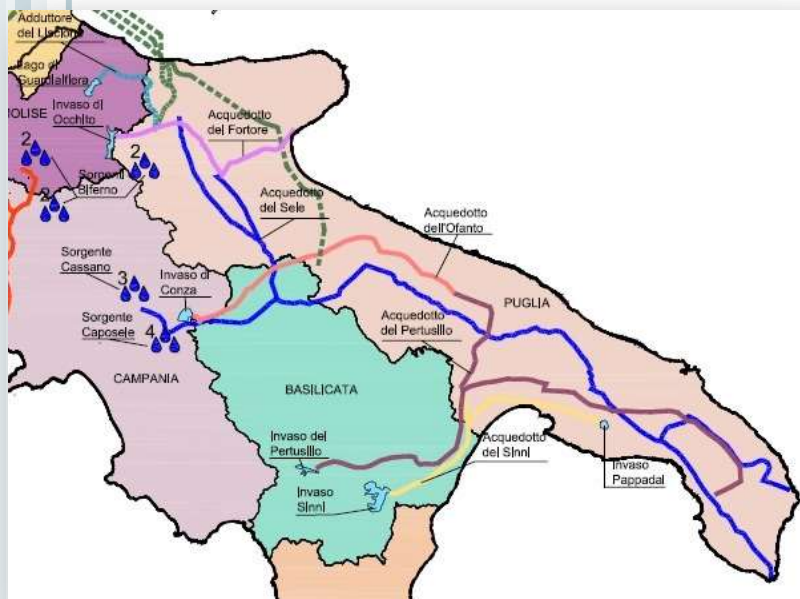 Adduttore
del Liscione
Lago di
Guardialfiera
MOLISE
Invaso di
Occhito
Acquedotto
del Fortore
2
2
Sorgenti
Biferno
2
Acquedotto
del Sele
Acquedotto
dell'Ofanto
Sorgente
Cassano
3
Invaso di
Conza
PUGLIA
Sorgente
Caposele
4
Acquedotto
del Pertusillo
CAMPANIA
BASILICATA
Invaso del
Pertusillo
Acquedotto
del Sinni
Invaso
Sinni
Invaso
Pappadai